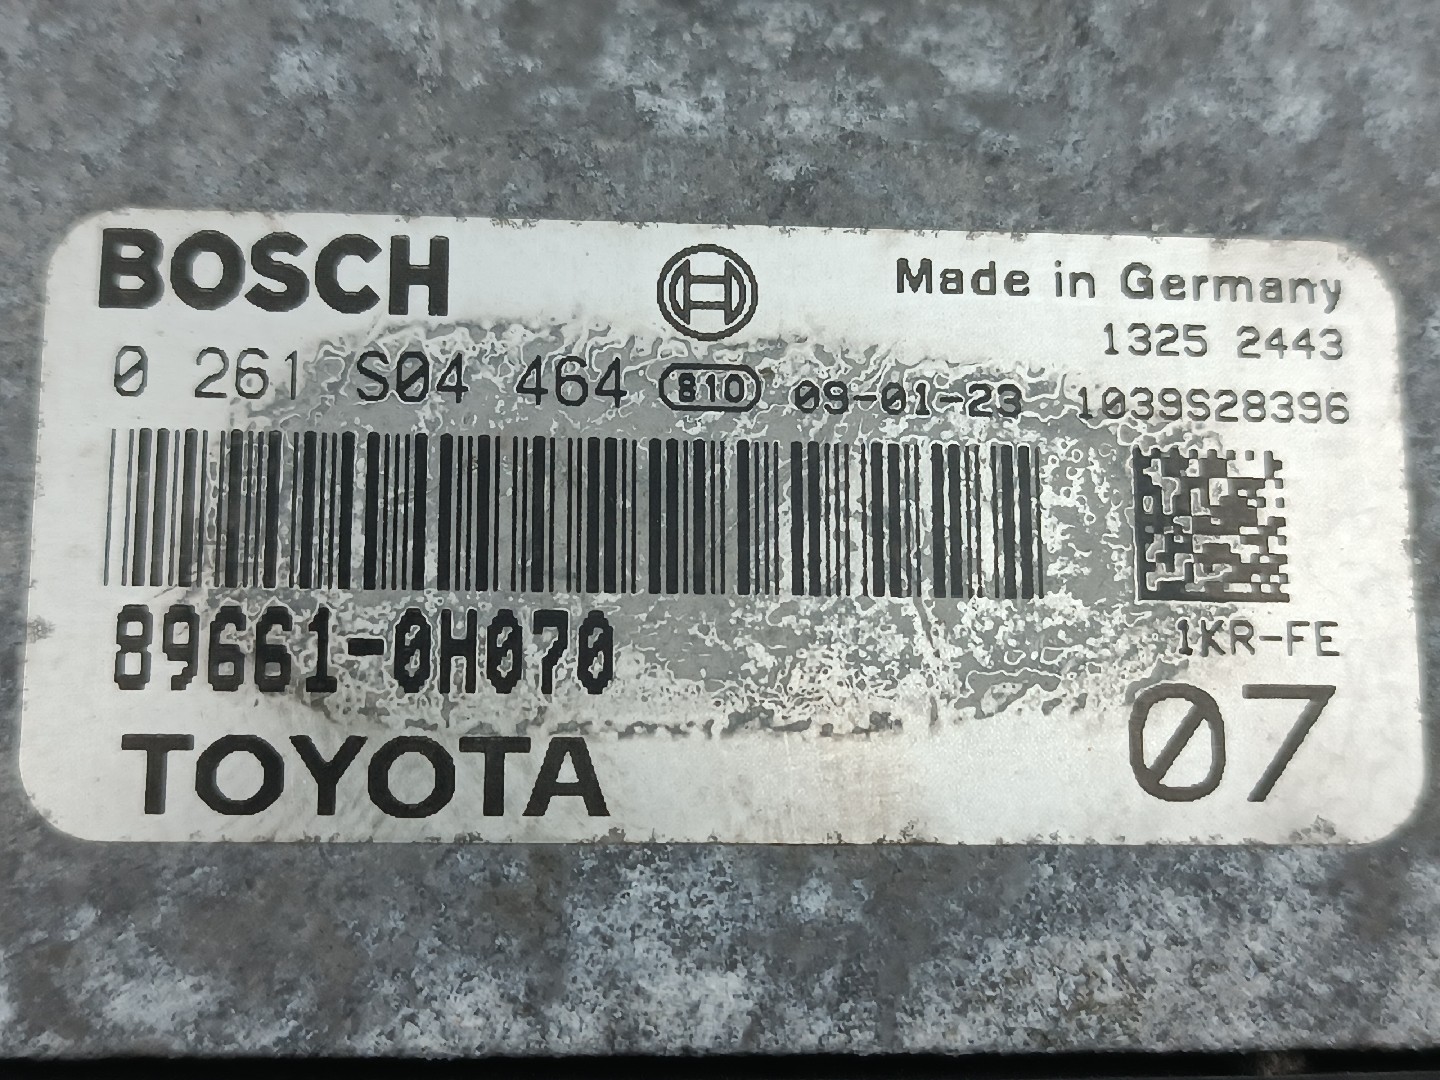 BOSCH
Made in Germany
1325 2443
0 261 S04 464 810 09-01-23 1039S28396
89661-0H070
1KR-FE
07
TOYOTA